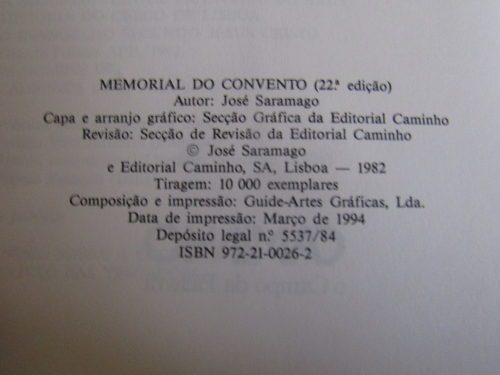 MEMORIAL DO CONVENTO (22.ª edição)
Autor: José Saramago
Capa e arranjo gráfico: Secção Gráfica da Editorial Caminho
Revisão: Secção de Revisão da Editorial Caminho
© José Saramago
e Editorial Caminho, SA, Lisboa — 1982
Tiragem: 10 000 exemplares
Composição e impressão: Guide-Artes Gráficas, Lda.
Data de impressão: Março de 1994
Depósito legal n.º 5537/84
ISBN 972-21-0026-2